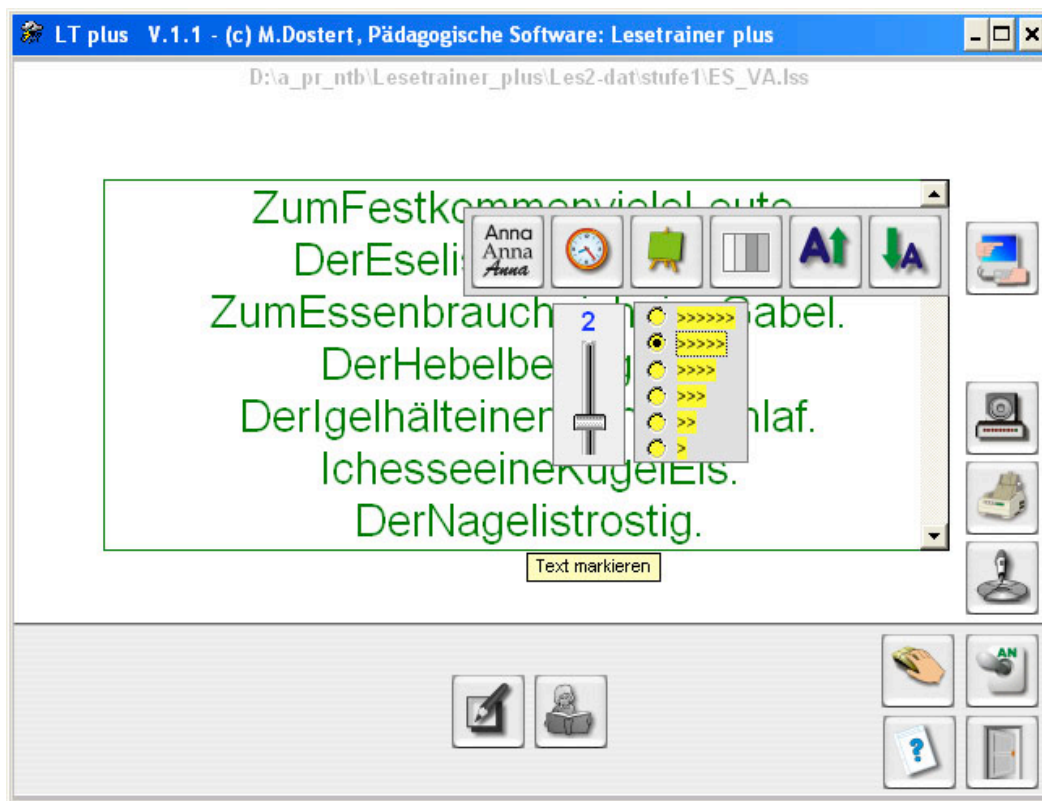 LT plus V.1.1 - (c) M.Dostert, Pädagogische Software: Lesetrainer plus
D:\a_pr_ntb\Lesetrainer_plus\Les2-dat\stufe1\ES_VA.lss
ZumFestkommenvieleLeute.
Anna
Anna
Anna
A
A
DerEseli
ZumEssenbrauch Gabel.
2
>>>>>>
>>>>>
>>>>
>>>
>>
>
DerHebelbe
DerIgelhälteinen hlaf.
IchesseeineKugelEis.
DerNagelistrostig.
Text markieren
AN
?